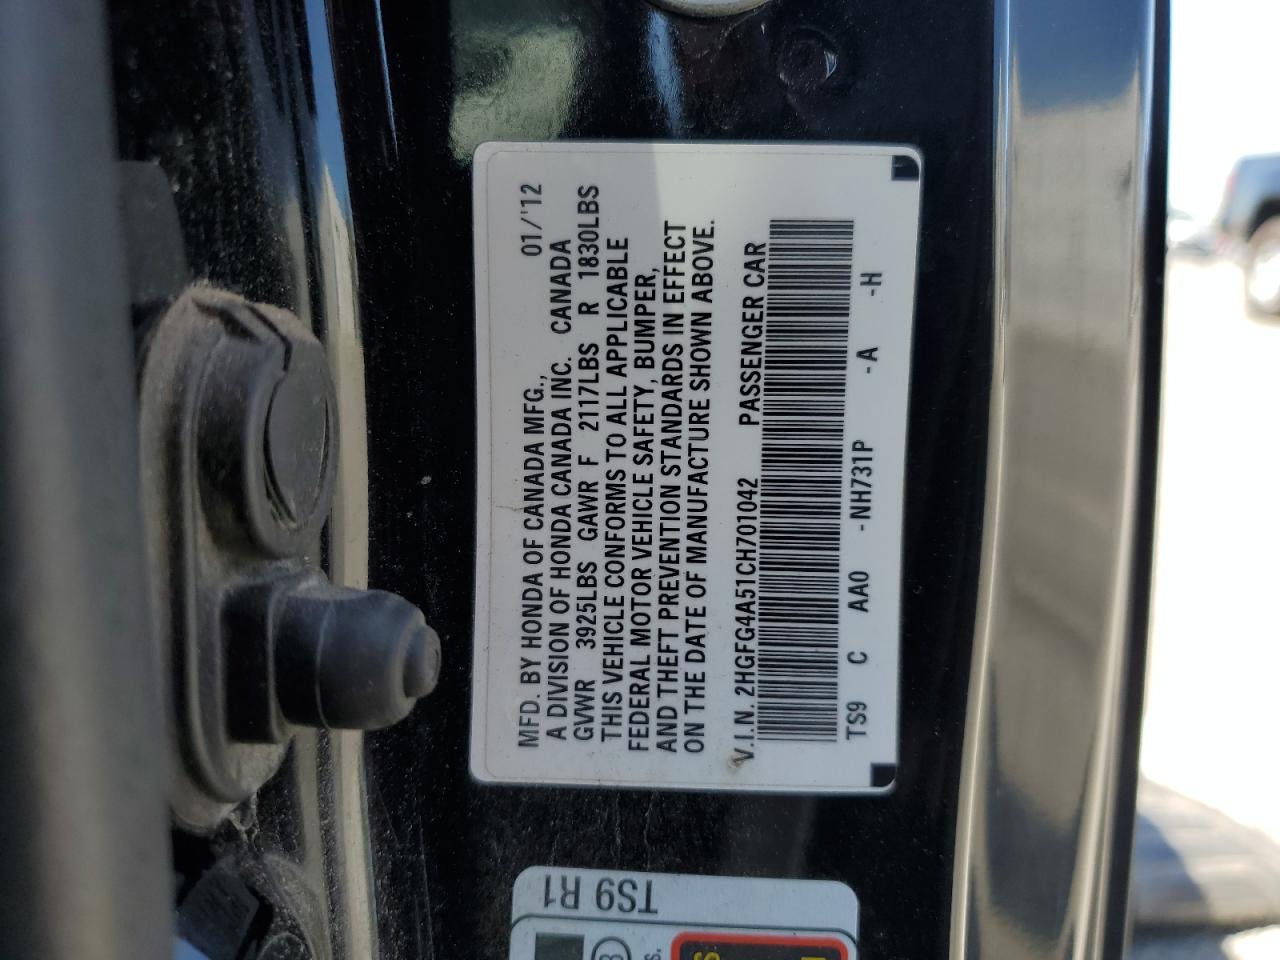 MFD. BY HONDA OF CANADA MFG., 01/'12
A DIVISION OF HONDA CANADA INC. CANADA
GVWR 3925LBS GAWR F 2117LBS R 1830LBS
THIS VEHICLE CONFORMS TO ALL APPLICABLE
FEDERAL MOTOR VEHICLE SAFETY, BUMPER,
AND THEFT PREVENTION STANDARDS IN EFFECT
ON THE DATE OF MANUFACTURE SHOWN ABOVE.
V.I.N. 2HGFG4A51CH701042 PASSENGER CAR
TS9 C AA0 -NH731P -A -H
TS9 R1